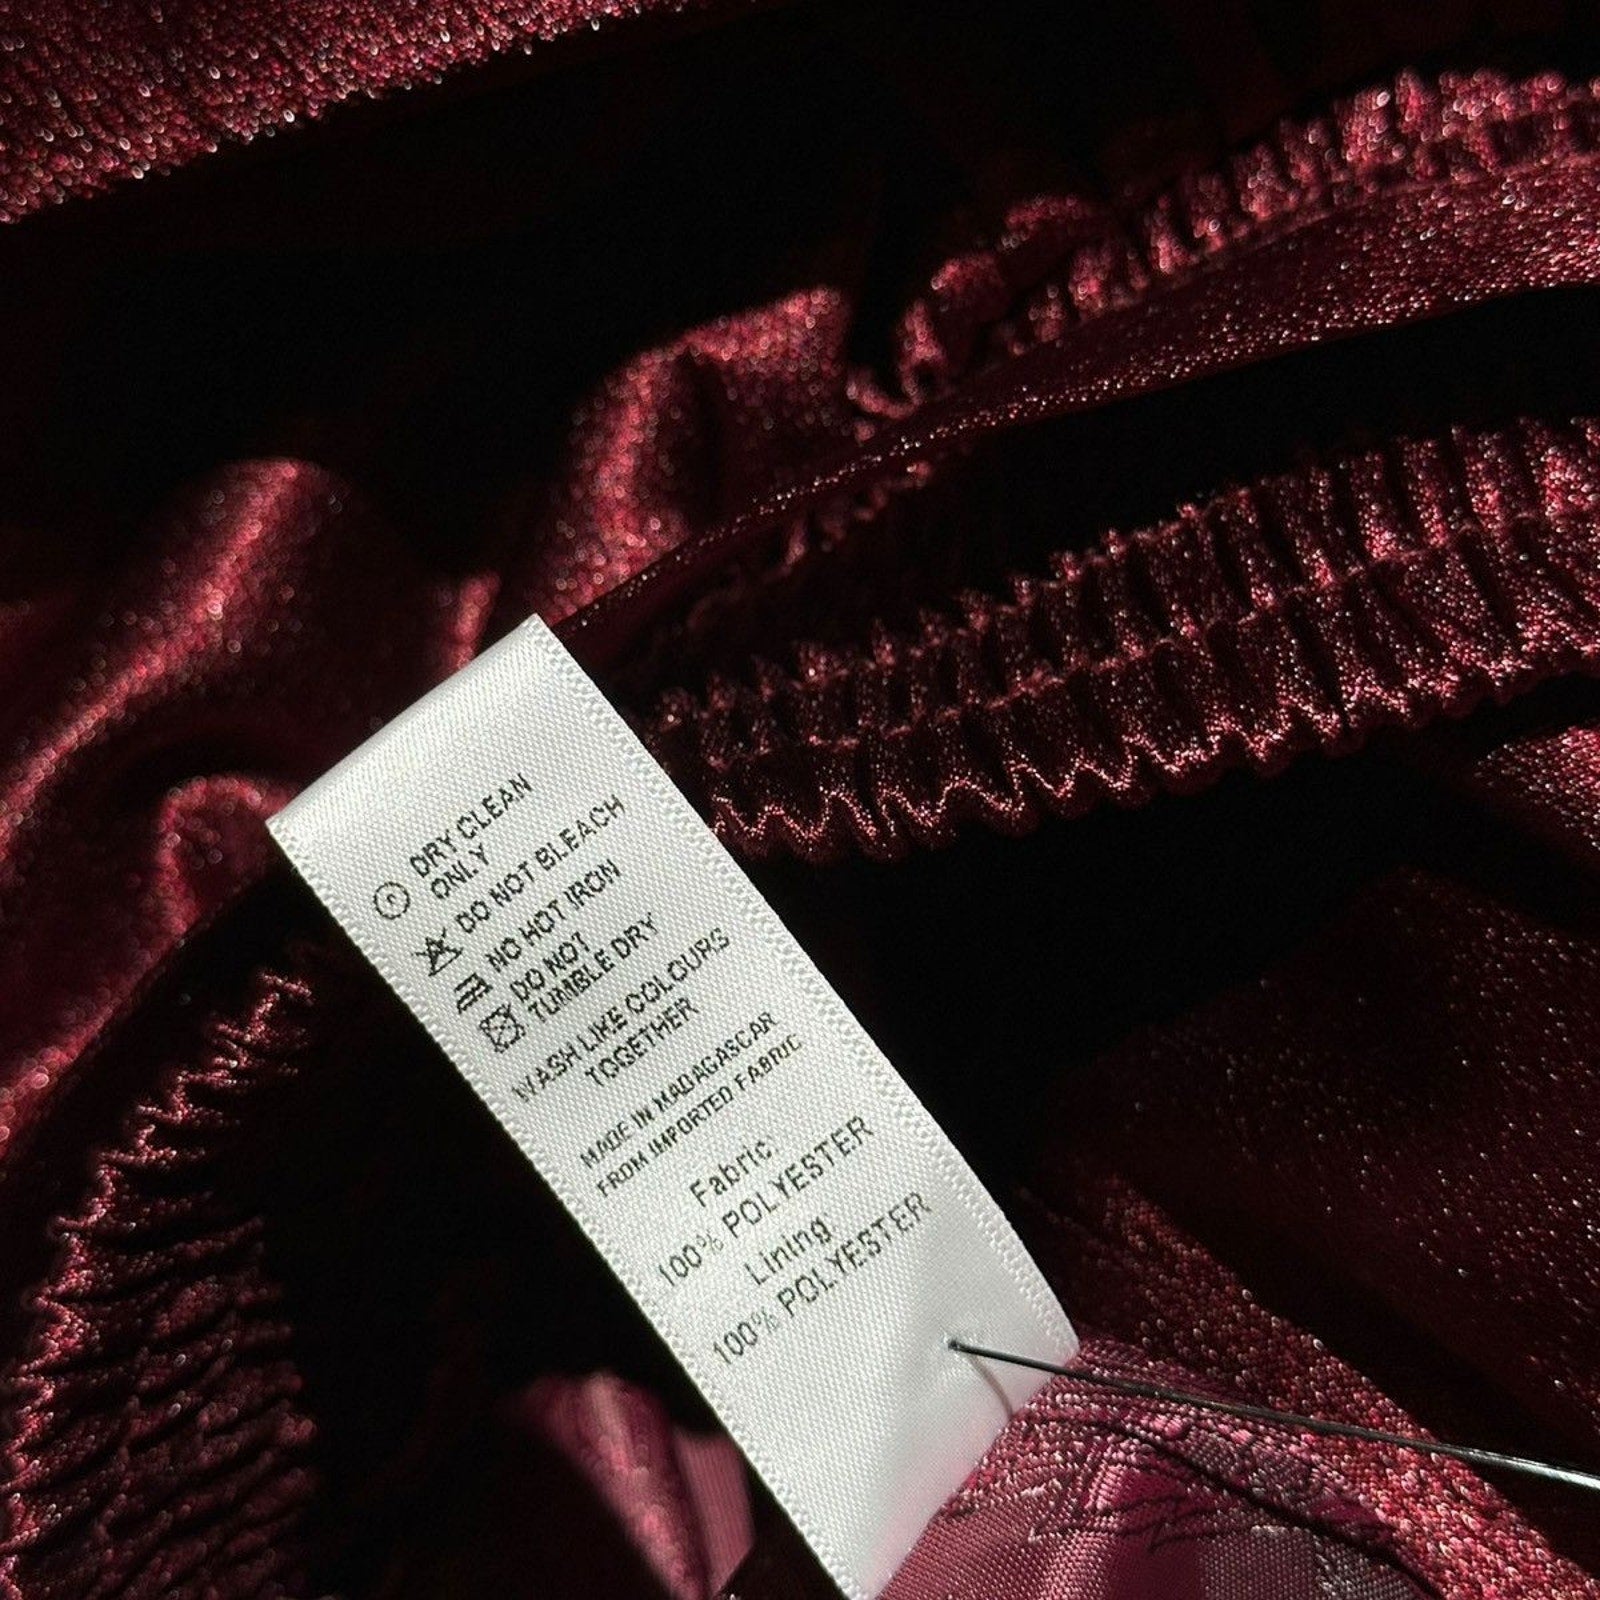 DRY CLEAN
ONLY
DO NOT BLEACH
NO HOT IRON
DO NOT
TUMBLE DRY
WASH LIKE COLOURS
TOGETHER
MADE IN MADAGASCAR
FROM IMPORTED FABRIC
Fabric:
100% POLYESTER
Lining:
100% POLYESTER